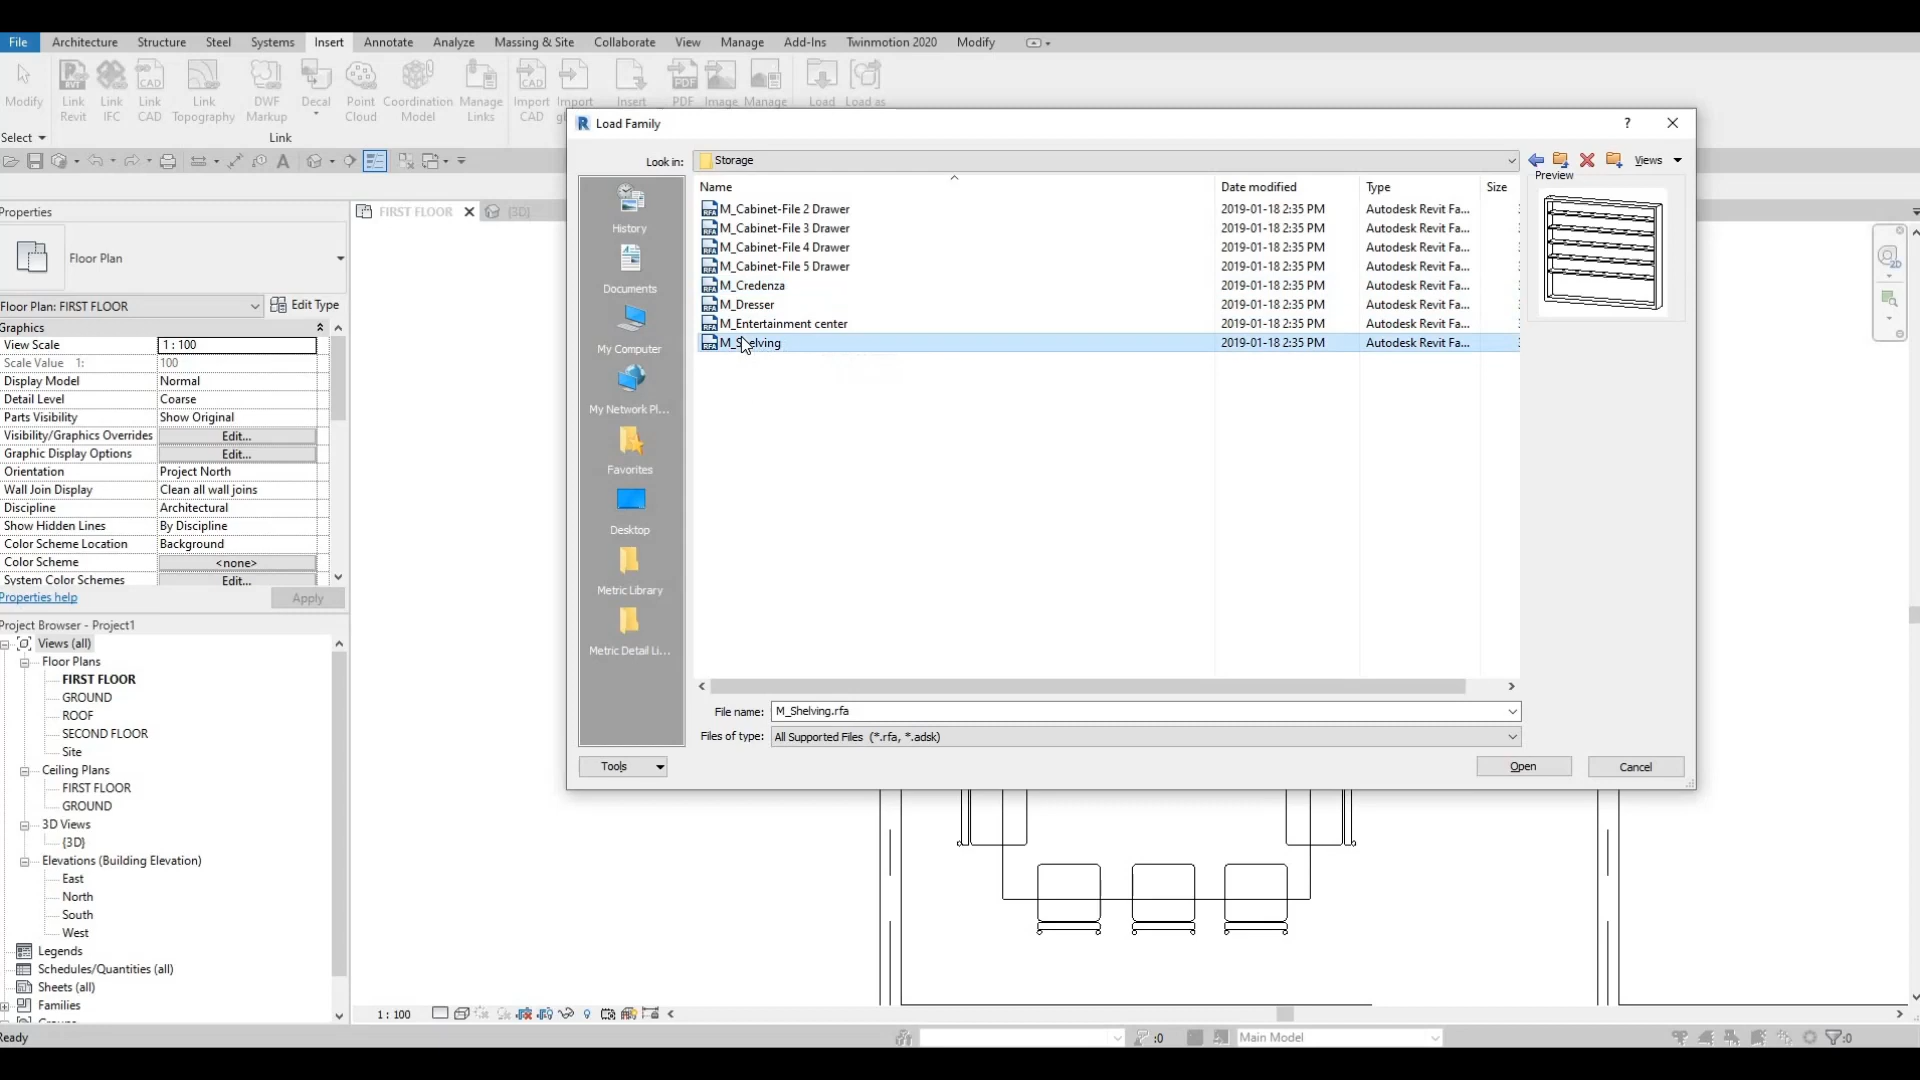 File Architecture Structure Steel Systems Insert Annotate Analyze Massing & Site Collaborate View Manage Add-Ins Twinmotion 2020 Modify
Modify
Link Revit
Link IFC
Link CAD
Link Topography
DWF Markup
Decal
Point Cloud
Coordination Model
Manage Links
Import CAD
Import
Insert
PDF
Image
Manage
Load
Load as
Select
Link
Load Family
Look in:
Storage
Views
Preview
Name Date modified Type Size
M_Cabinet-File 2 Drawer 2019-01-18 2:35 PM Autodesk Revit Fa...
M_Cabinet-File 3 Drawer 2019-01-18 2:35 PM Autodesk Revit Fa...
M_Cabinet-File 4 Drawer 2019-01-18 2:35 PM Autodesk Revit Fa...
M_Cabinet-File 5 Drawer 2019-01-18 2:35 PM Autodesk Revit Fa...
M_Credenza 2019-01-18 2:35 PM Autodesk Revit Fa...
M_Dresser 2019-01-18 2:35 PM Autodesk Revit Fa...
M_Entertainment center 2019-01-18 2:35 PM Autodesk Revit Fa...
M_Shelving 2019-01-18 2:35 PM Autodesk Revit Fa...
History
Documents
My Computer
My Network Pl...
Favorites
Desktop
Metric Library
Metric Detail Li...
File name: M_Shelving.rfa
Files of type: All Supported Files (*.rfa, *.adsk)
Tools
Open
Cancel
FIRST FLOOR
{3D}
Properties
Floor Plan
Floor Plan: FIRST FLOOR
Edit Type
Graphics
View Scale 1 : 100
Scale Value 1: 100
Display Model Normal
Detail Level Coarse
Parts Visibility Show Original
Visibility/Graphics Overrides Edit...
Graphic Display Options Edit...
Orientation Project North
Wall Join Display Clean all wall joins
Discipline Architectural
Show Hidden Lines By Discipline
Color Scheme Location Background
Color Scheme <none>
System Color Schemes Edit...
Properties help
Apply
Project Browser - Project1
Views (all)
Floor Plans
FIRST FLOOR
GROUND
ROOF
SECOND FLOOR
Site
Ceiling Plans
FIRST FLOOR
GROUND
3D Views
{3D}
Elevations (Building Elevation)
East
North
South
West
Legends
Schedules/Quantities (all)
Sheets (all)
Families
1 : 100
Ready
:0
Main Model
:0